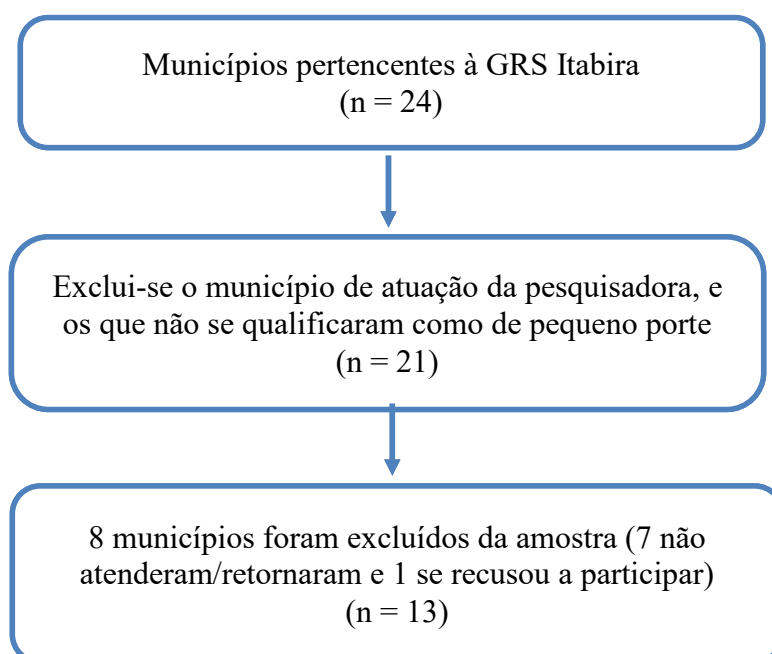 Municípios pertencentes à GRS Itabira
(n = 24)
Exclui-se o município de atuação da pesquisadora, e
os que não se qualificaram como de pequeno porte
(n = 21)
8 municípios foram excluídos da amostra (7 não
atenderam/retornaram e 1 se recusou a participar)
(n = 13)